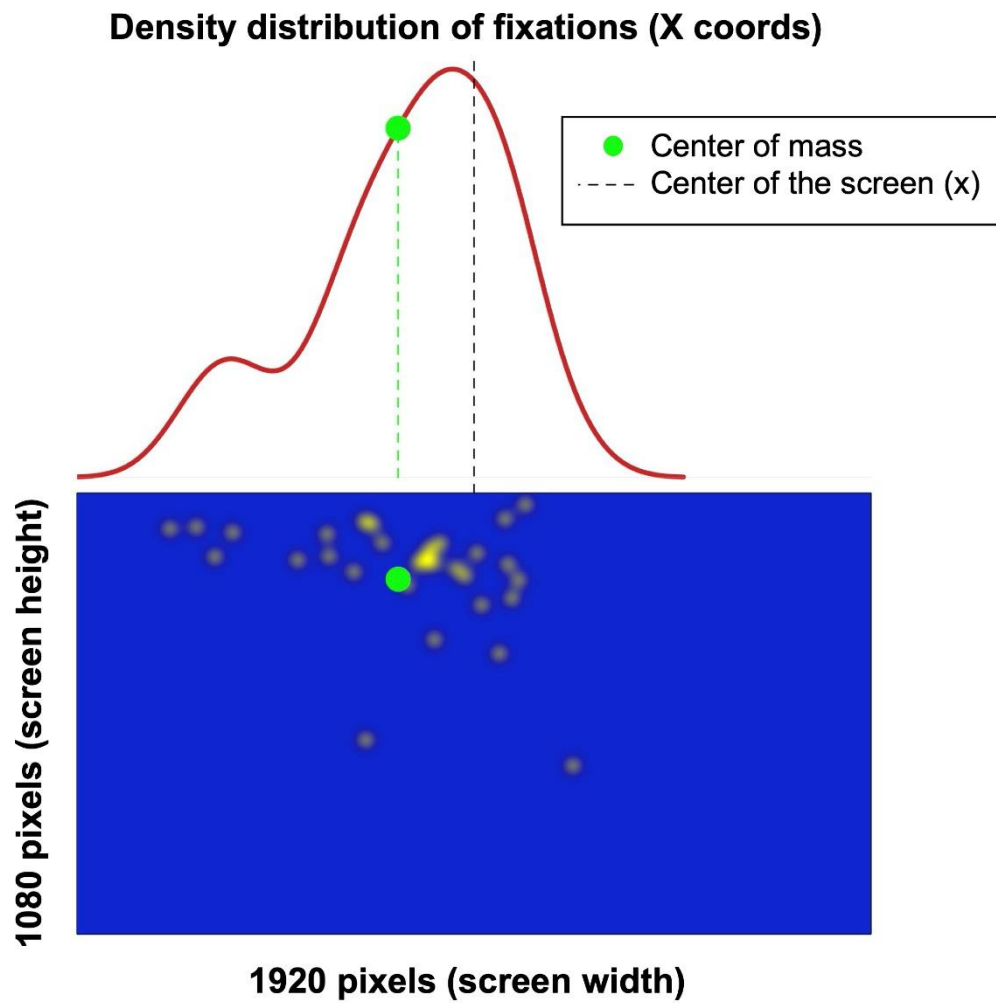 Density distribution of fixations (X coords)
Center of mass
Center of the screen (x)
1080 pixels (screen height)
1920 pixels (screen width)